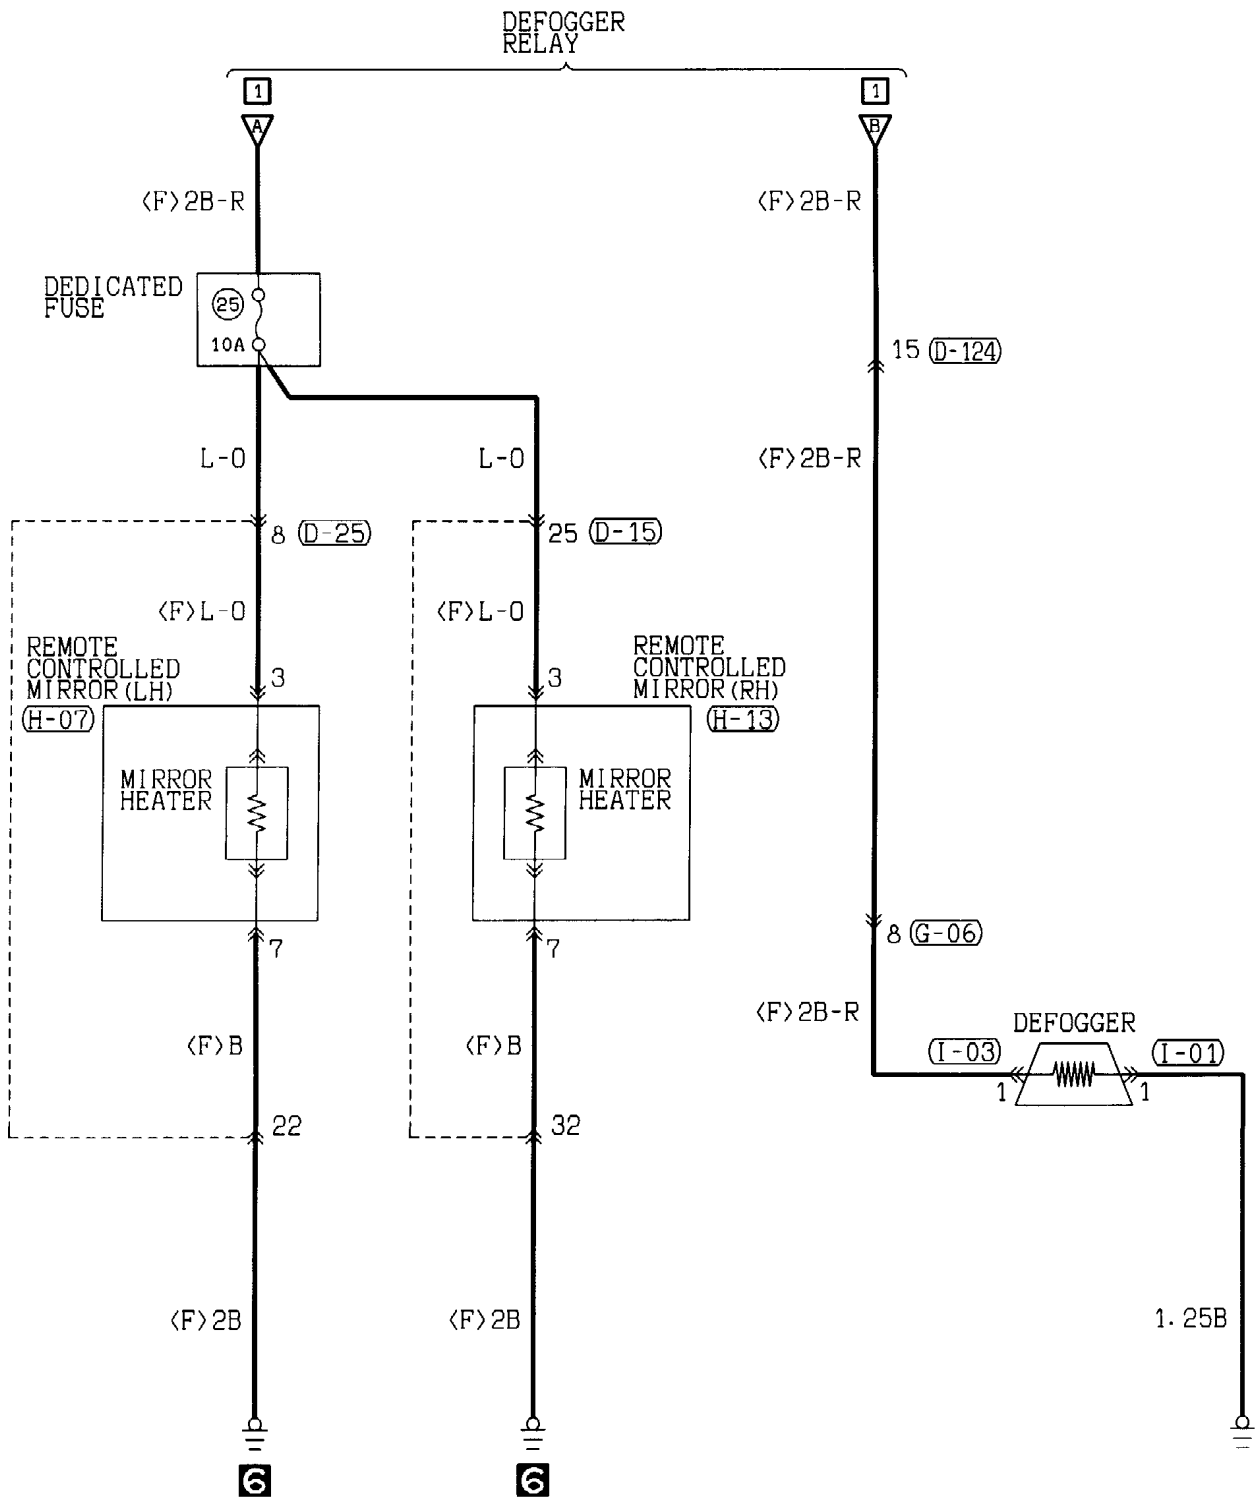 DEFOGGER
RELAY
1
1
A
B
<F>2B-R
<F>2B-R
DEDICATED
FUSE
25
10A
15 D-124
L-O
L-O
<F>2B-R
8 D-25
25 D-15
<F>L-O
<F>L-O
REMOTE
CONTROLLED
MIRROR(LH)
H-07
3
3
REMOTE
CONTROLLED
MIRROR(RH)
H-13
MIRROR
HEATER
MIRROR
HEATER
7
7
8 G-06
<F>2B-R
DEFOGGER
<F>B
<F>B
I-03
I-01
1
1
22
32
<F>2B
<F>2B
1.25B
6
6